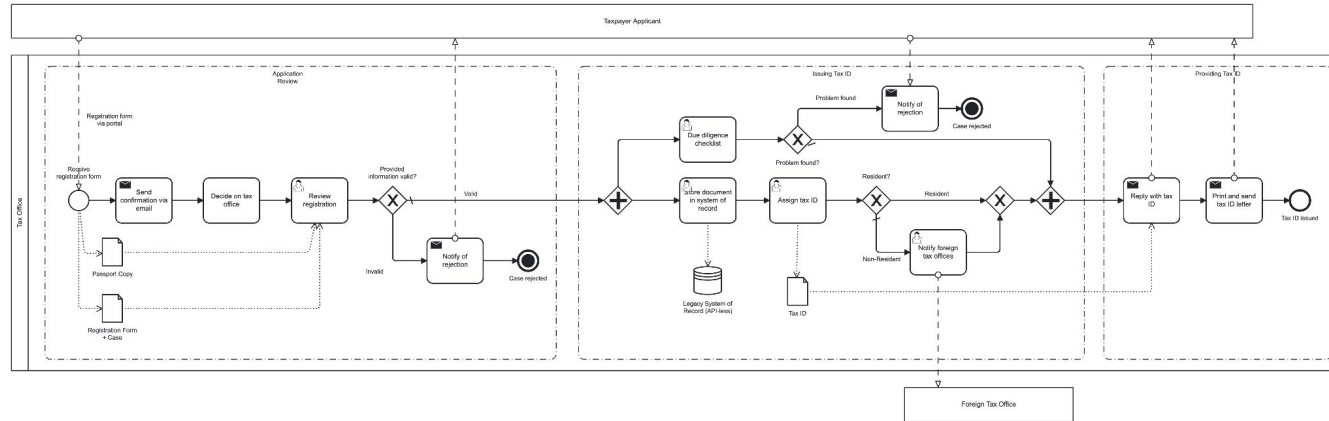 Taxpayer Applicant
Tax Office
Application
Review
Registration form
via portal
Receive
registration form
Send
confirmation via
email
Decide on tax
office
Review
registration
Provided
information valid?
Valid
Invalid
Notify of
rejection
Case rejected
Passport Copy
Registration Form
+ Case
Issuing Tax ID
Due diligence
checklist
Problem found
Problem found?
Notify of
rejection
Case rejected
Store document
in system of
record
Assign tax ID
Resident?
Resident
Non-Resident
Notify foreign
tax offices
Legacy System of
Record (API-less)
Tax ID
Providing Tax ID
Reply with tax
ID
Print and send
tax ID letter
Tax ID issued
Foreign Tax Office